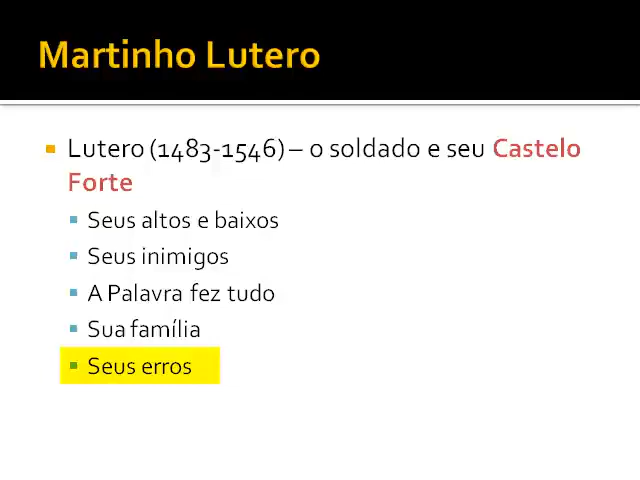 Martinho Lutero
Lutero (1483-1546) – o soldado e seu Castelo
Forte
Seus altos e baixos
Seus inimigos
A Palavra fez tudo
Sua família
Seus erros